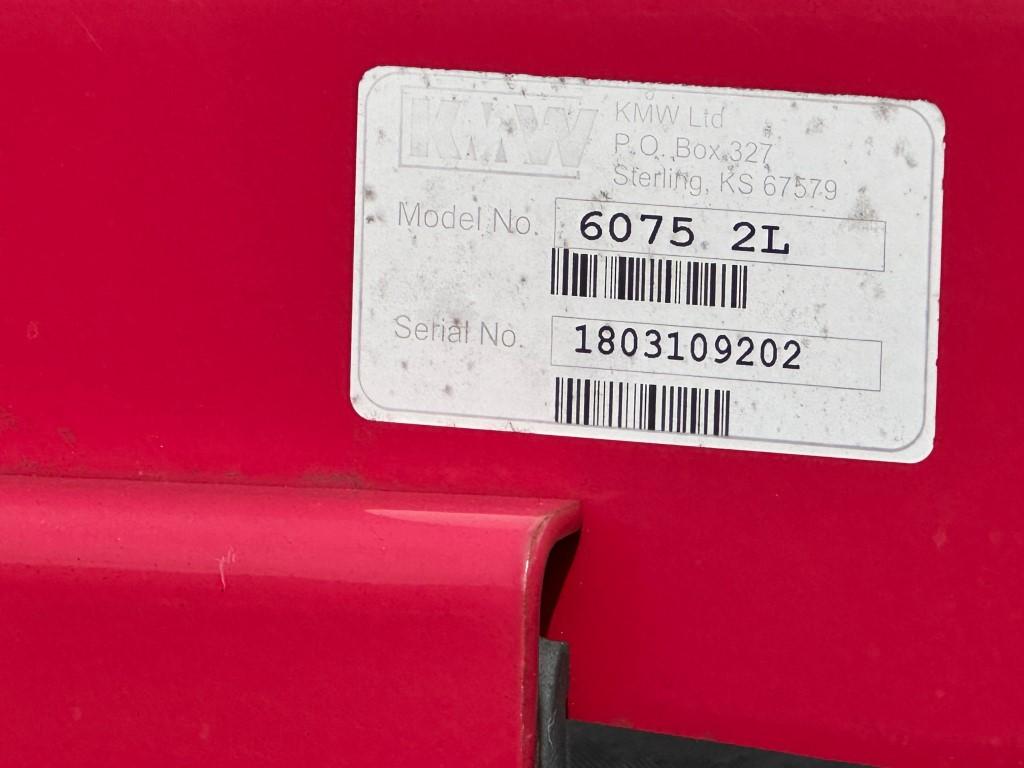 KMW
KMW Ltd
P.O. Box 327
Sterling, KS 67579
Model No. 6075 2L
Serial No. 1803109202